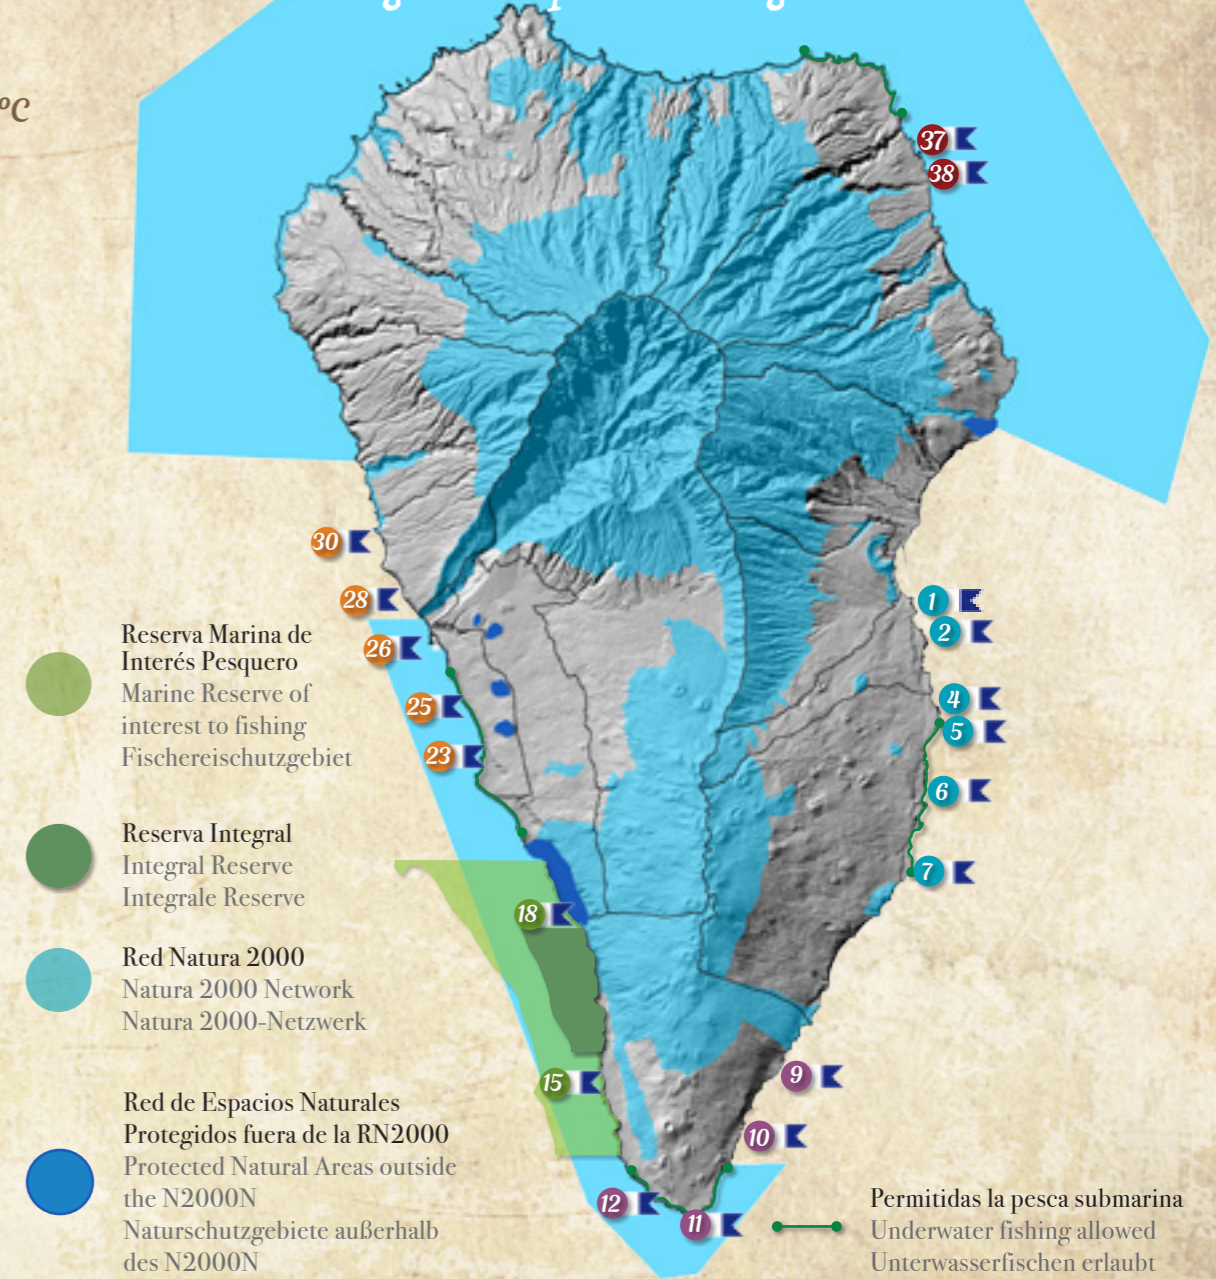 ºC
37
38
30
28
26
25
23
1
2
4
5
6
7
18
15
9
10
12
11
Reserva Marina de
Interés Pesquero
Marine Reserve of
interest to fishing
Fischereischutzgebiet
Reserva Integral
Integral Reserve
Integrale Reserve
Red Natura 2000
Natura 2000 Network
Natura 2000-Netzwerk
Red de Espacios Naturales
Protegidos fuera de la RN2000
Protected Natural Areas outside
the N2000N
Naturschutzgebiete außerhalb
des N2000N
Permitidas la pesca submarina
Underwater fishing allowed
Unterwasserfischen erlaubt